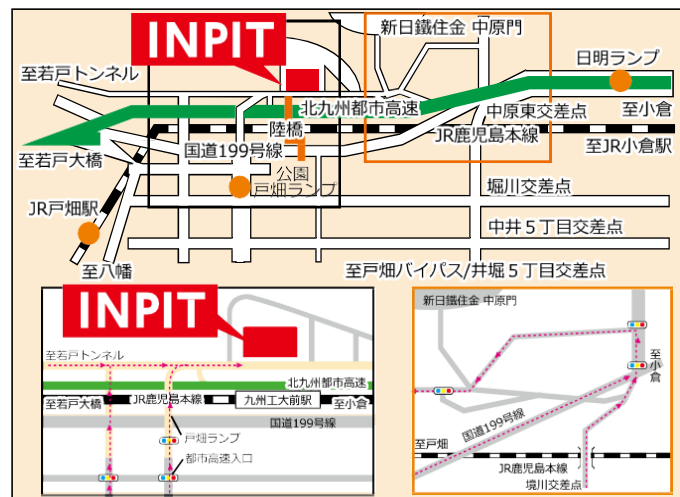 新日鐵住金 中原門
INPIT
日明ランプ
至若戸トンネル
北九州都市高速
中原東交差点
至小倉
陸橋
JR鹿児島本線
至若戸大橋
国道199号線
至JR小倉駅
公園
戸畑ランプ
堀川交差点
JR戸畑駅
中井５丁目交差点
至八幡
至戸畑バイパス/井堀５丁目交差点
INPIT
至若戸トンネル
北九州都市高速
至若戸大橋
JR鹿児島本線
九州工大前駅
至小倉
国道199号線
戸畑ランプ
都市高速入口
新日鐵住金 中原門
至小倉
国道199号線
至戸畑
JR鹿児島本線
境川交差点